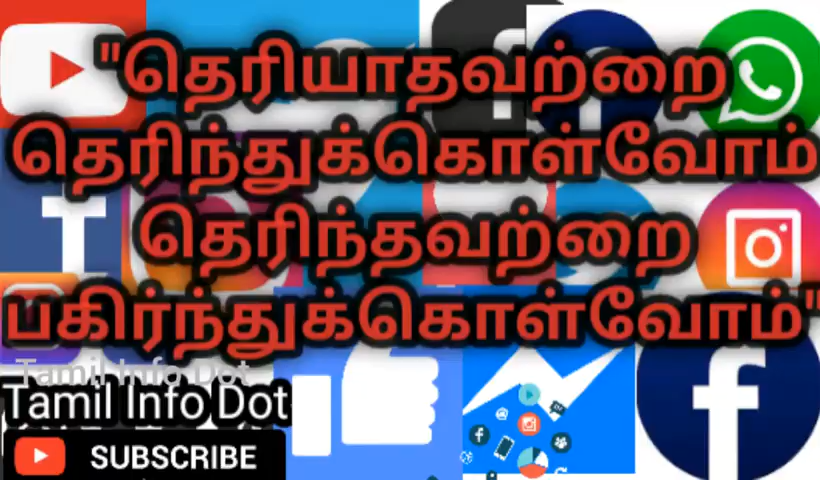 "தெரியாதவற்றை
தெரிந்துக்கொள்வோம்
தெரிந்தவற்றை
பகிர்ந்துக்கொள்வோம்"
Tamil Info Dot
Tamil Info Dot
SUBSCRIBE